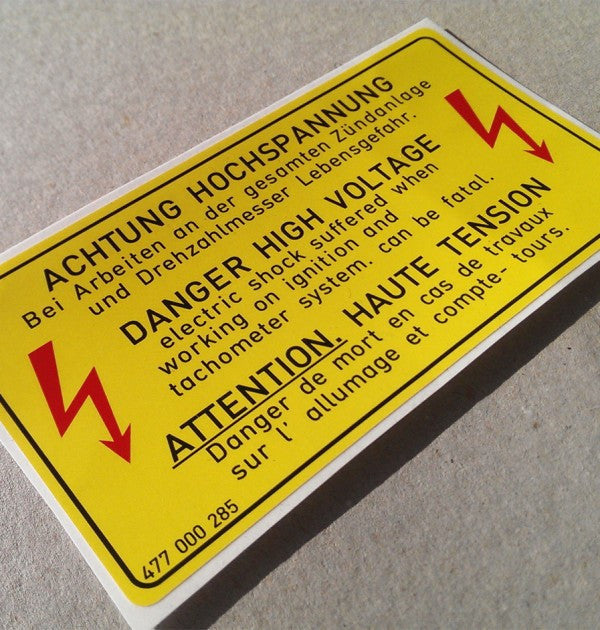 ACHTUNG HOCHSPANNUNG
Bei Arbeiten an der gesamten Zündanlage
und Drehzahlmesser Lebensgefahr.
DANGER HIGH VOLTAGE
electric shock suffered when
working on ignition and
tachometer system. can be fatal.
ATTENTION. HAUTE TENSION
Danger de mort en cas de travaux
sur l' allumage et compte- tours.
477 000 285